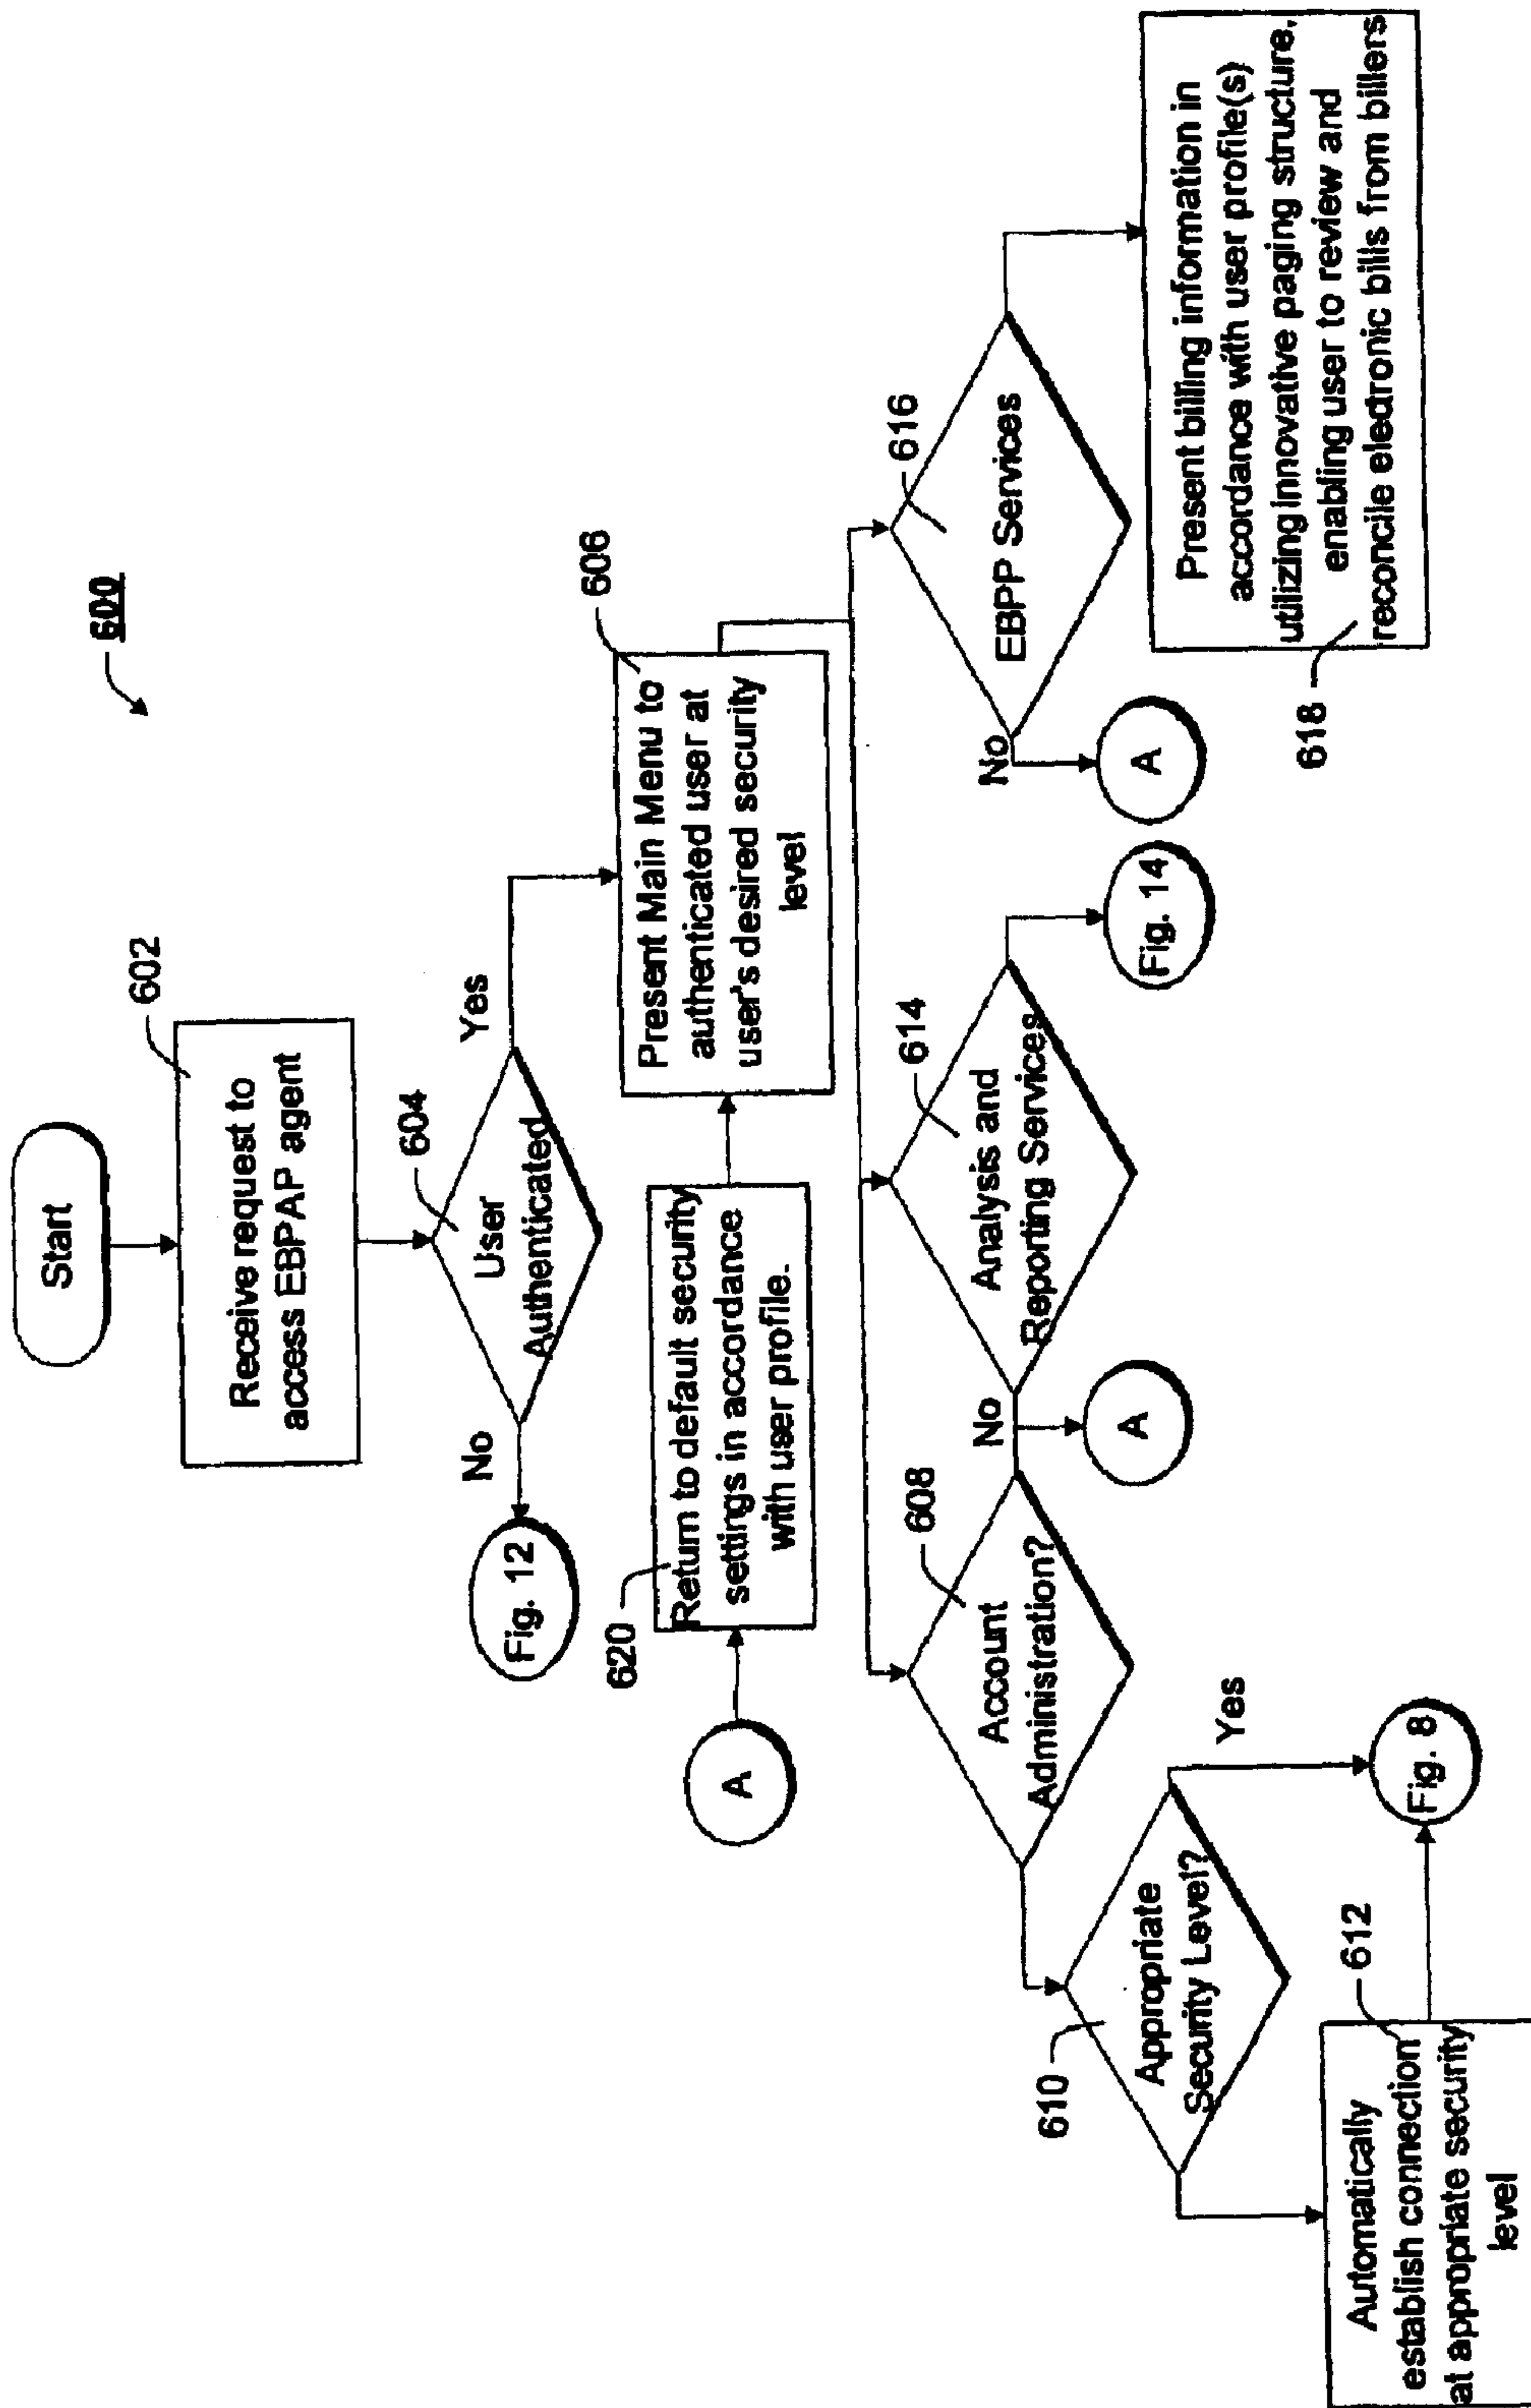 600
Start
602
Receive request to
access EBPAP agent
604
User
Authenticated
Yes
No
Fig. 12
606
Present Main Menu to
authenticated user at
user's desired security
level
620
Return to default security
settings in accordance
with user profile.
A
608
Account
Administration?
No
A
614
Analysis and
Reporting Services
Fig. 14
616
EBPP Services
No
A
610
Appropriate
Security Level?
Yes
Fig. 8
612
Automatically
establish connection
at appropriate security
level
618
Present billing information in
accordance with user profile(s)
utilizing innovative paging structure,
enabling user to review and
reconcile electronic bills from billers